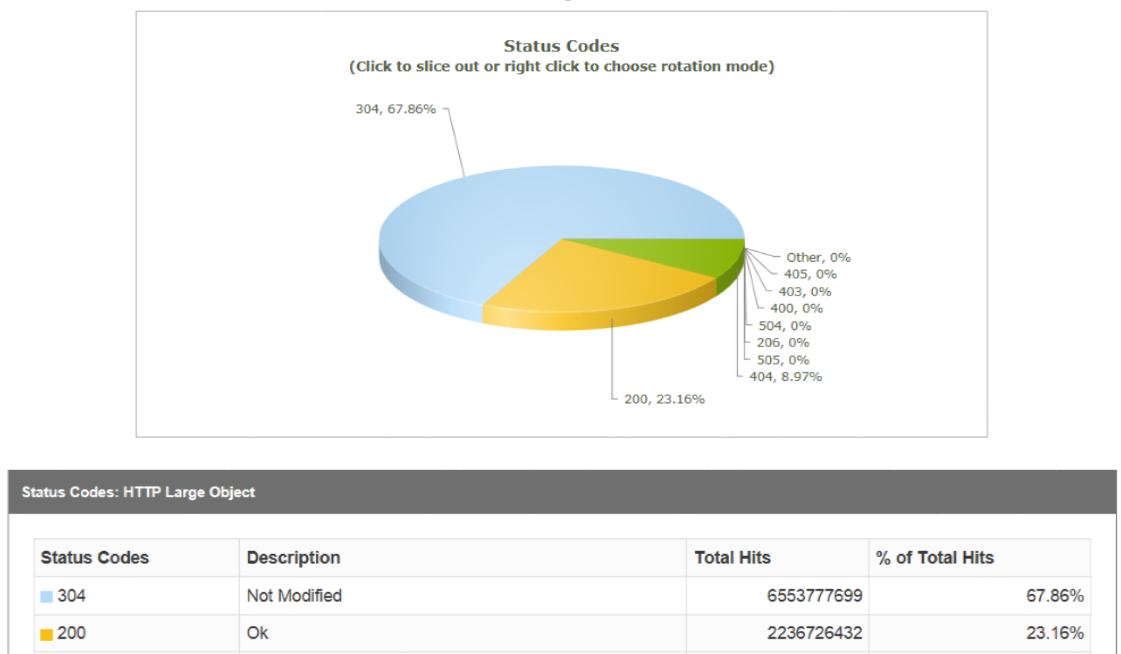 Status Codes
(Click to slice out or right click to choose rotation mode)
304, 67.86%
Other, 0%
405, 0%
403, 0%
400, 0%
504, 0%
206, 0%
505, 0%
404, 8.97%
200, 23.16%
Status Codes: HTTP Large Object
Status Codes Description Total Hits % of Total Hits
304 Not Modified 6553777699 67.86%
200 Ok 2236726432 23.16%